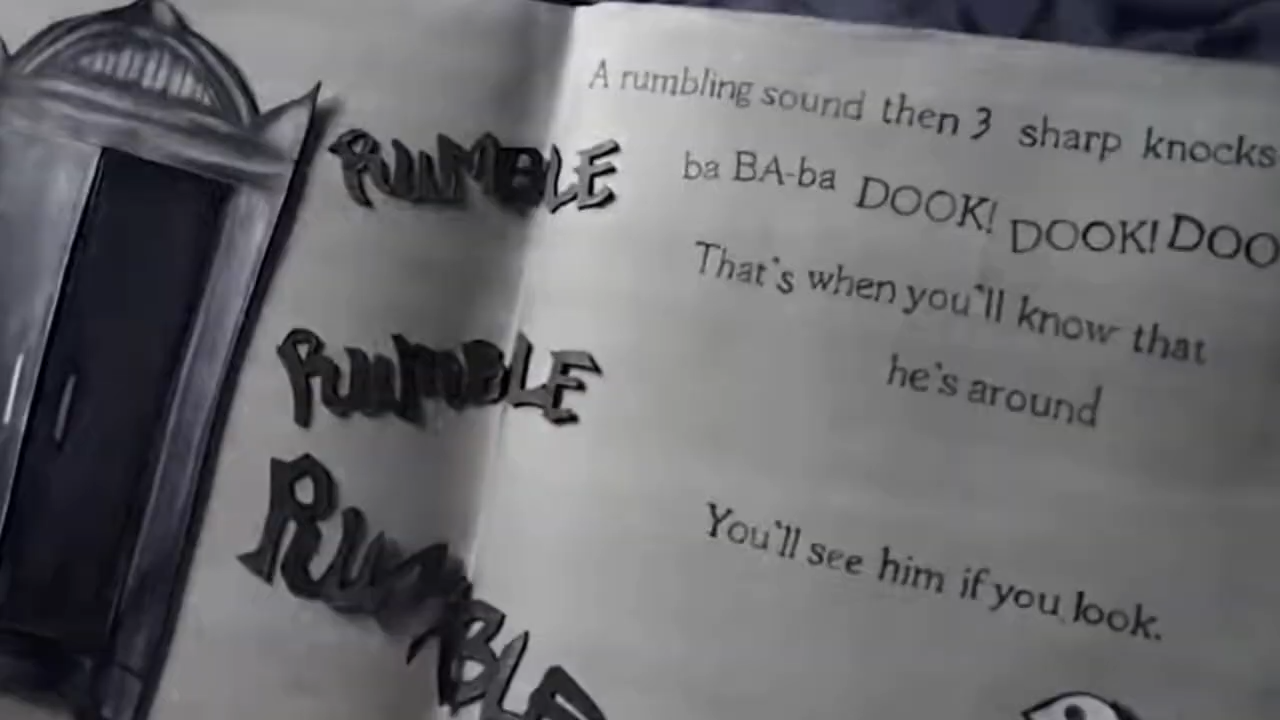 RUMBLE
RUMBLE
RUMBLE
A rumbling sound then 3 sharp knocks
ba BA-ba DOOK! DOOK! DOO
That's when you'll know that
he's around
You'll see him if you look.